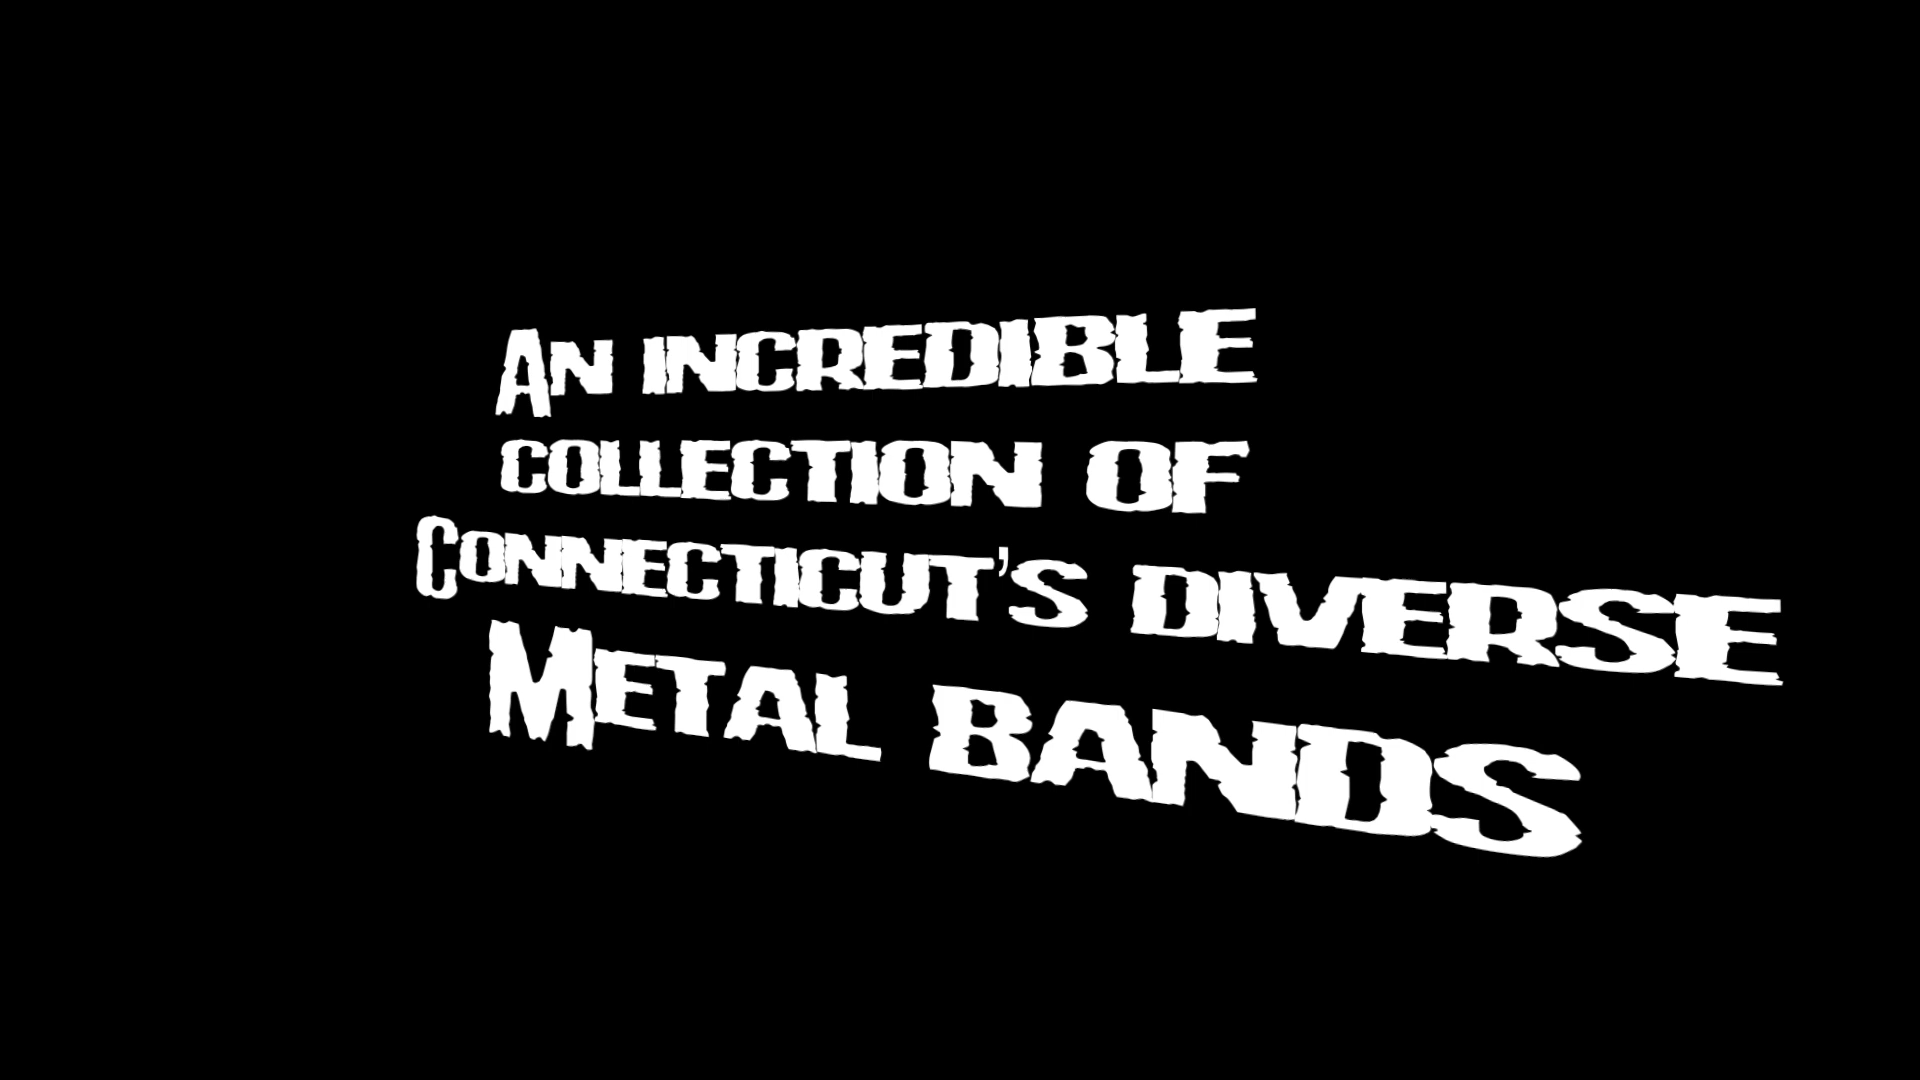 An incredible
collection of
Connecticut's diverse
Metal bands